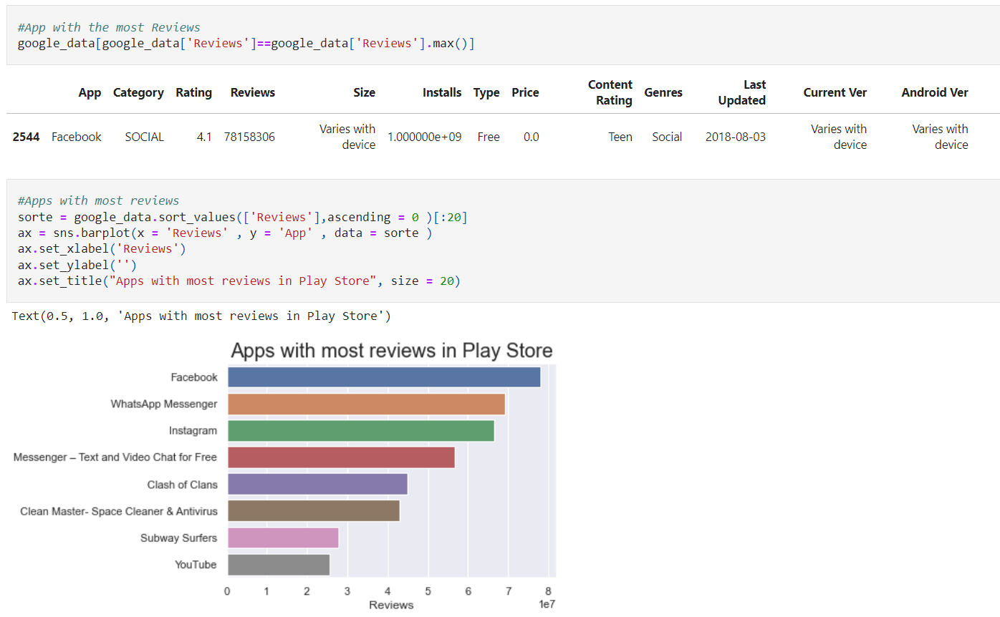 #App with the most Reviews
google_data[google_data['Reviews']==google_data['Reviews'].max()]
App Category Rating Reviews Size Installs Type Price Content Rating Genres Last Updated Current Ver Android Ver
2544 Facebook SOCIAL 4.1 78158306 Varies with device 1.000000e+09 Free 0.0 Teen Social 2018-08-03 Varies with device Varies with device
#Apps with most reviews
sorte = google_data.sort_values(['Reviews'],ascending = 0 )[:20]
ax = sns.barplot(x = 'Reviews' , y = 'App' , data = sorte )
ax.set_xlabel('Reviews')
ax.set_ylabel('')
ax.set_title("Apps with most reviews in Play Store", size = 20)
Text(0.5, 1.0, 'Apps with most reviews in Play Store')
Apps with most reviews in Play Store
Facebook
WhatsApp Messenger
Instagram
Messenger – Text and Video Chat for Free
Clash of Clans
Clean Master- Space Cleaner & Antivirus
Subway Surfers
YouTube
0 1 2 3 4 5 6 7 8
Reviews 1e7